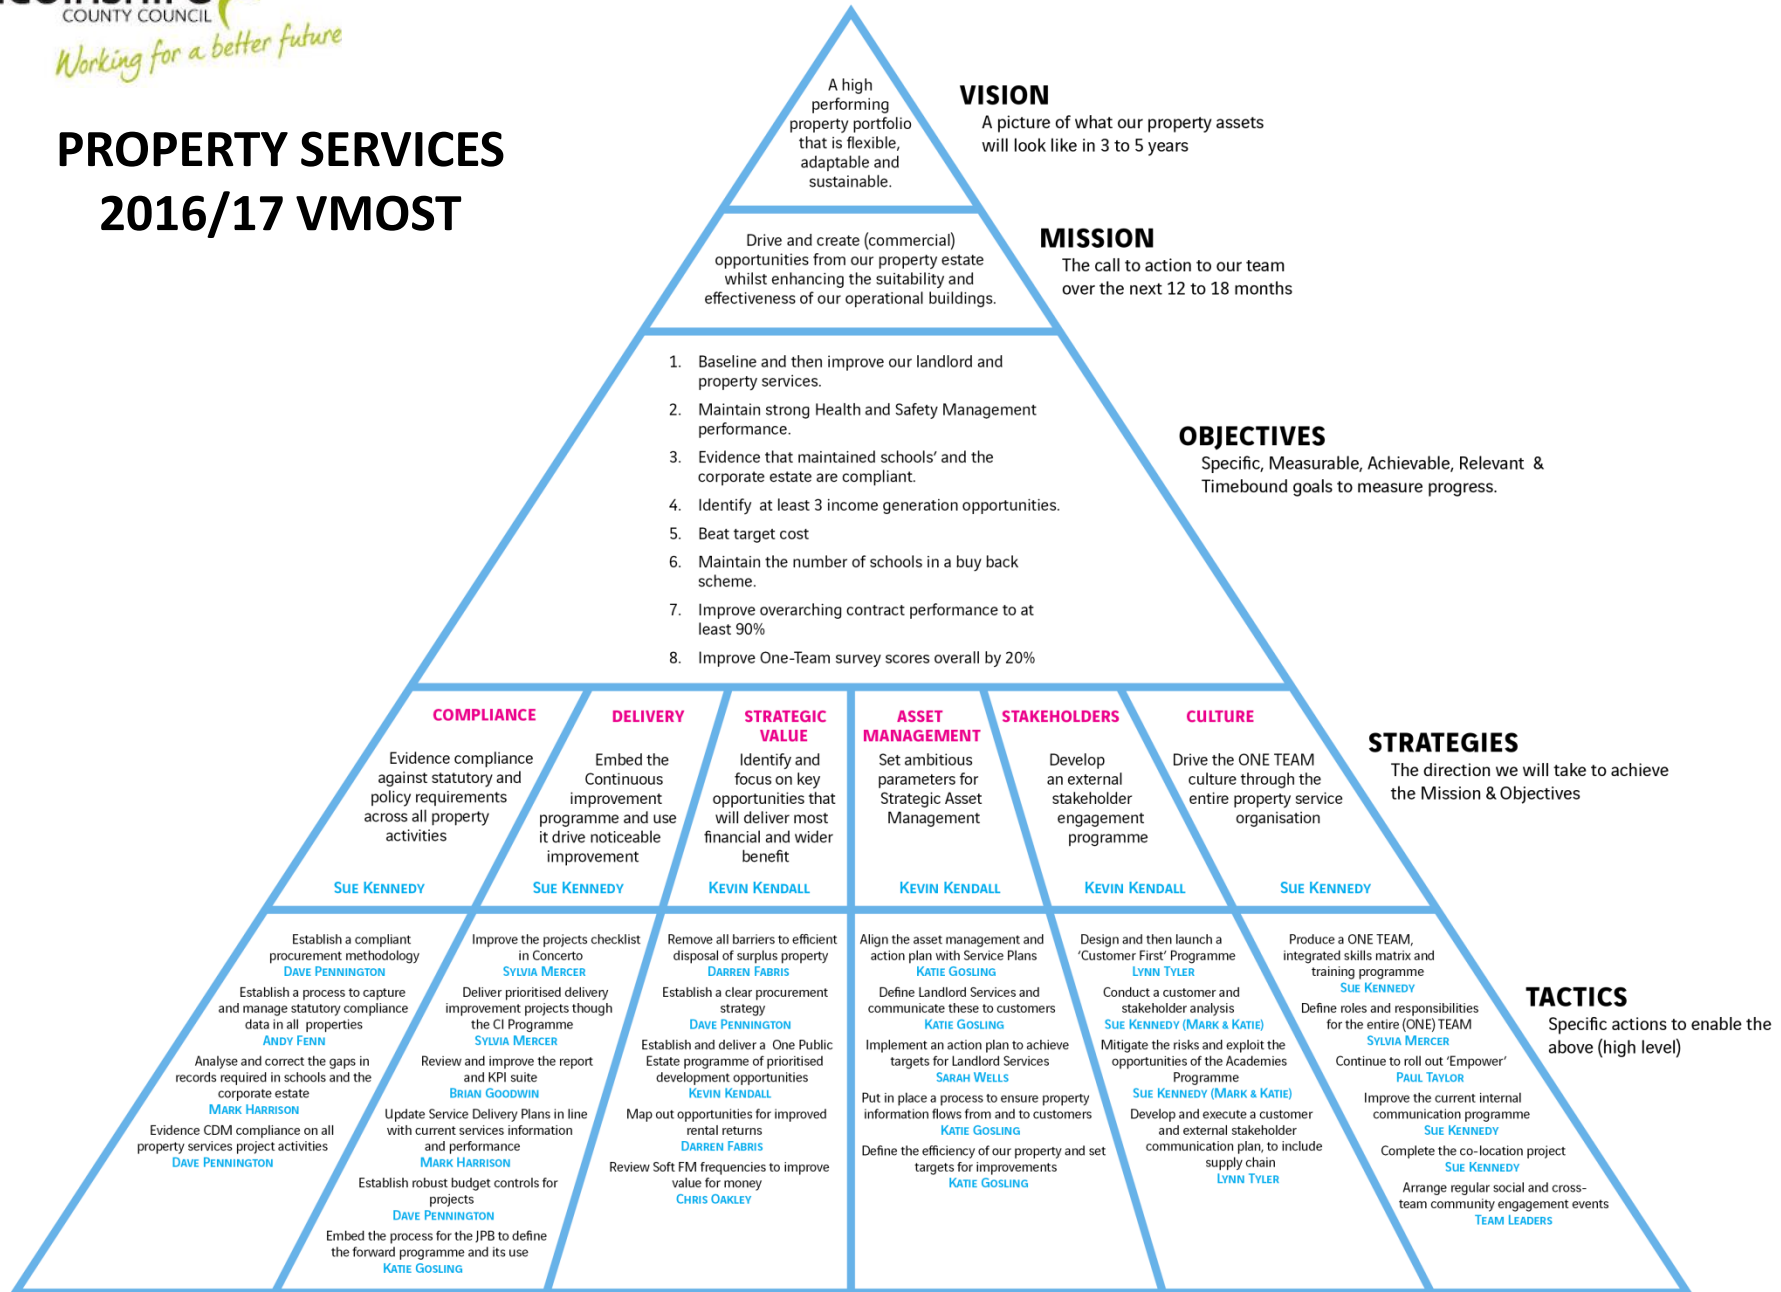 COUNTY COUNCIL
Working for a better future
PROPERTY SERVICES
2016/17 VMOST
A high
performing
property portfolio
that is flexible,
adaptable and
sustainable.
VISION
A picture of what our property assets
will look like in 3 to 5 years
Drive and create (commercial)
opportunities from our property estate
whilst enhancing the suitability and
effectiveness of our operational buildings.
MISSION
The call to action to our team
over the next 12 to 18 months
1. Baseline and then improve our landlord and
property services.
2. Maintain strong Health and Safety Management
performance.
3. Evidence that maintained schools’ and the
corporate estate are compliant.
4. Identify at least 3 income generation opportunities.
5. Beat target cost
6. Maintain the number of schools in a buy back
scheme.
7. Improve overarching contract performance to at
least 90%
8. Improve One-Team survey scores overall by 20%
OBJECTIVES
Specific, Measurable, Achievable, Relevant &
Timebound goals to measure progress.
COMPLIANCE
Evidence compliance
against statutory and
policy requirements
across all property
activities
SUE KENNEDY
DELIVERY
Embed the
Continuous
improvement
programme and use
it drive noticeable
improvement
SUE KENNEDY
STRATEGIC
VALUE
Identify and
focus on key
opportunities that
will deliver most
financial and wider
benefit
KEVIN KENDALL
ASSET
MANAGEMENT
Set ambitious
parameters for
Strategic Asset
Management
KEVIN KENDALL
STAKEHOLDERS
Develop
an external
stakeholder
engagement
programme
KEVIN KENDALL
CULTURE
Drive the ONE TEAM
culture through the
entire property service
organisation
SUE KENNEDY
STRATEGIES
The direction we will take to achieve
the Mission & Objectives
Establish a compliant
procurement methodology
DAVE PENNINGTON
Establish a process to capture
and manage statutory compliance
data in all properties
ANDY FENN
Analyse and correct the gaps in
records required in schools and the
corporate estate
MARK HARRISON
Evidence CDM compliance on all
property services project activities
DAVE PENNINGTON
Improve the projects checklist
in Concerto
SYLVIA MERCER
Deliver prioritised delivery
improvement projects though
the CI Programme
SYLVIA MERCER
Review and improve the report
and KPI suite
BRIAN GOODWIN
Update Service Delivery Plans in line
with current services information
and performance
MARK HARRISON
Establish robust budget controls for
projects
DAVE PENNINGTON
Embed the process for the JPB to define
the forward programme and its use
KATIE GOSLING
Remove all barriers to efficient
disposal of surplus property
DARREN FABRIS
Establish a clear procurement
strategy
DAVE PENNINGTON
Establish and deliver a One Public
Estate programme of prioritised
development opportunities
KEVIN KENDALL
Map out opportunities for improved
rental returns
DARREN FABRIS
Review Soft FM frequencies to improve
value for money
CHRIS OAKLEY
Align the asset management and
action plan with Service Plans
KATIE GOSLING
Define Landlord Services and
communicate these to customers
KATIE GOSLING
Implement an action plan to achieve
targets for Landlord Services
SARAH WELLS
Put in place a process to ensure property
information flows from and to customers
KATIE GOSLING
Define the efficiency of our property and set
targets for improvements
KATIE GOSLING
Design and then launch a
‘Customer First’ Programme
LYNN TYLER
Conduct a customer and
stakeholder analysis
SUE KENNEDY (MARK & KATIE)
Mitigate the risks and exploit the
opportunities of the Academies
Programme
SUE KENNEDY (MARK & KATIE)
Develop and execute a customer
and external stakeholder
communication plan, to include
supply chain
LYNN TYLER
Produce a ONE TEAM,
integrated skills matrix and
training programme
SUE KENNEDY
Define roles and responsibilities
for the entire (ONE) TEAM
SYLVIA MERCER
Continue to roll out ‘Empower’
PAUL TAYLOR
Improve the current internal
communication programme
SUE KENNEDY
Complete the co-location project
SUE KENNEDY
Arrange regular social and cross-
team community engagement events
TEAM LEADERS
TACTICS
Specific actions to enable the
above (high level)